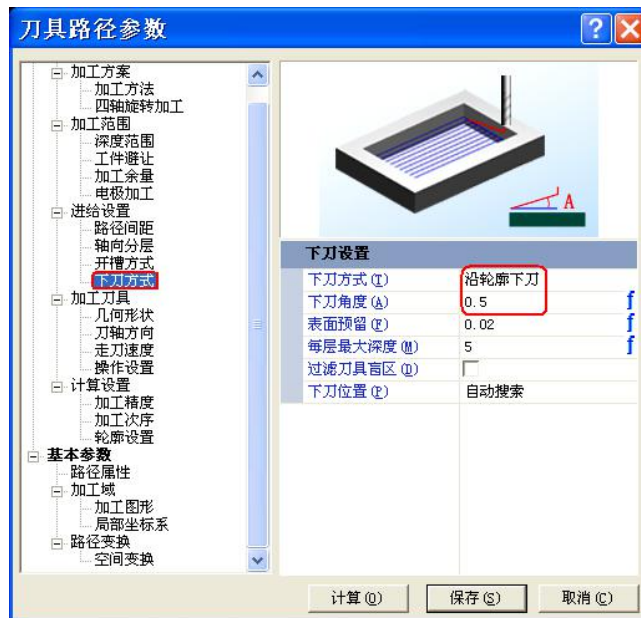 刀具路径参数
加工方案
加工方法
四轴旋转加工
加工范围
深度范围
工件避让
加工余量
电极加工
进给设置
路径间距
轴向分层
开槽方式
下刀方式
加工刀具
几何形状
刀轴方向
走刀速度
操作设置
计算设置
加工精度
加工次序
轮廓设置
基本参数
路径属性
加工域
加工图形
局部坐标系
路径变换
空间变换
A
下刀设置
下刀方式(T) 沿轮廓下刀
下刀角度(A) 0.5 f
表面预留(F) 0.02 f
每层最大深度(M) 5 f
过滤刀具盲区(D)
下刀位置(P) 自动搜索
计算(O) 保存(S) 取消(C)